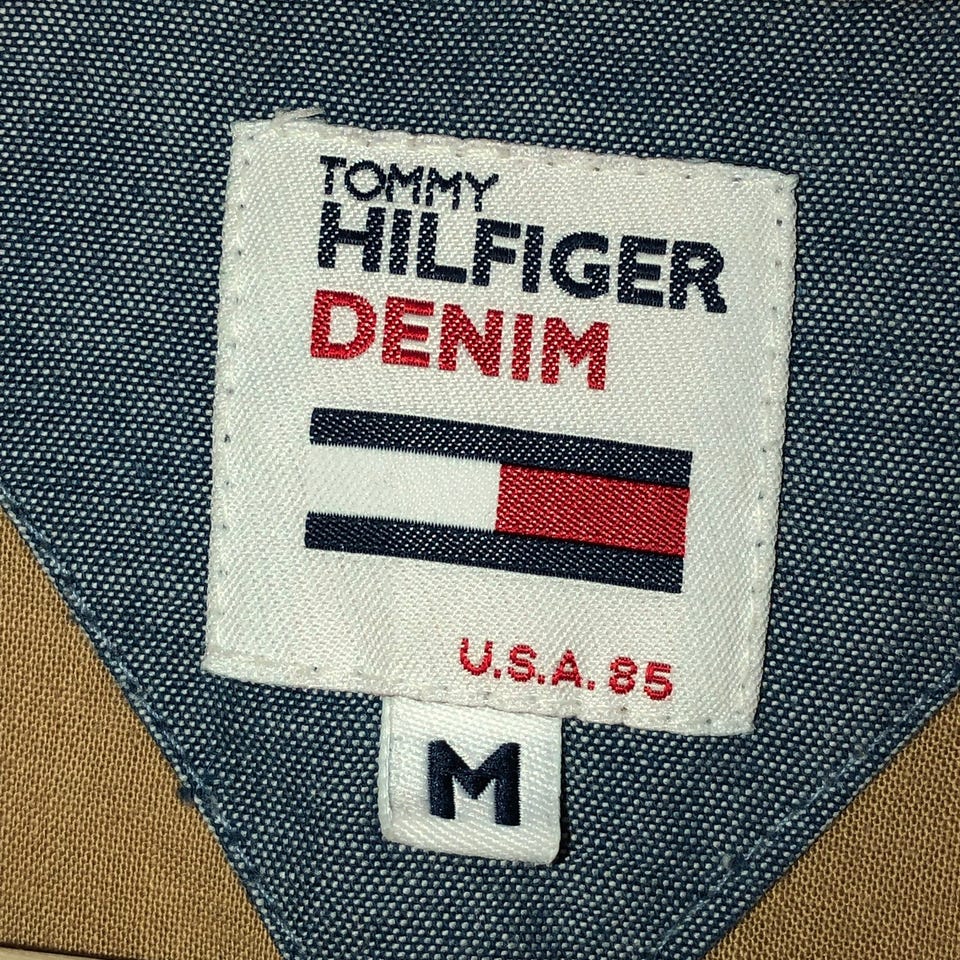 TOMMY
HILFIGER
DENIM
U.S.A. 85
M